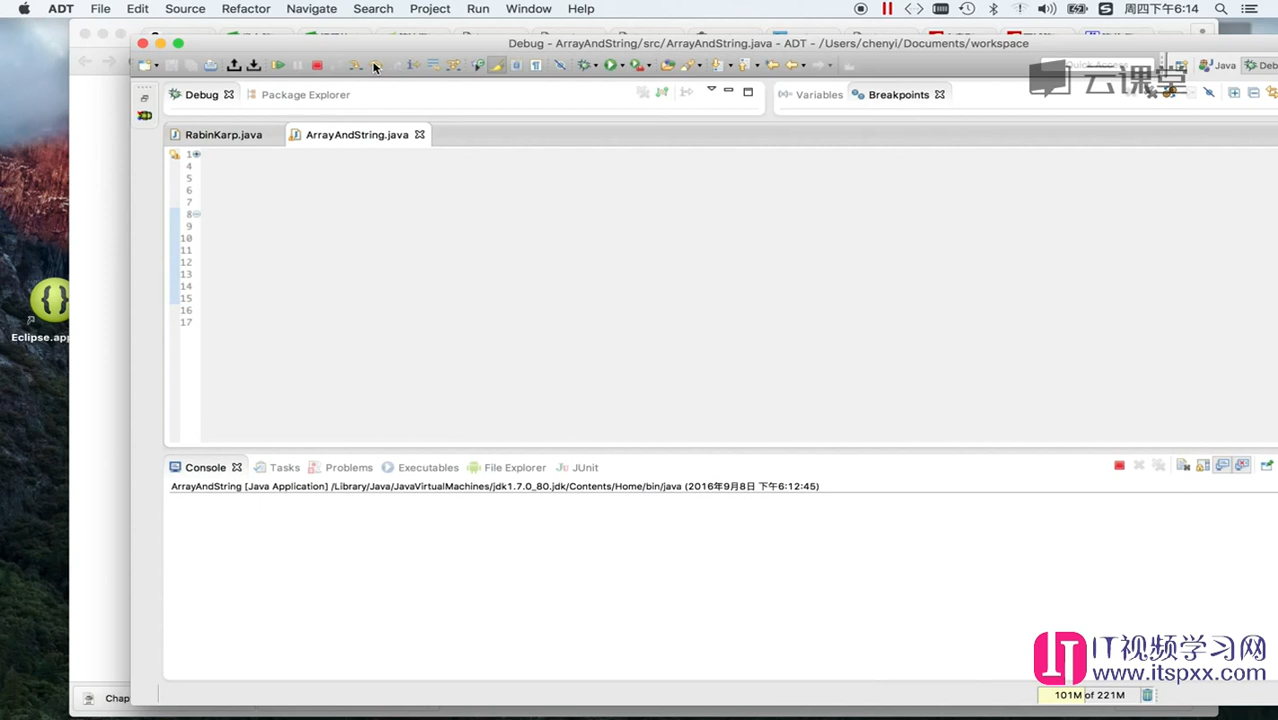 ADT File Edit Source Refactor Navigate Search Project Run Window Help 周四下午6:14
Debug - ArrayAndString/src/ArrayAndString.java - ADT - /Users/chenyi/Documents/workspace
Quick Access
Java
Deb
云课堂
Debug
Package Explorer
Variables
Breakpoints
RabinKarp.java
ArrayAndString.java
1
4
5
6
7
8
9
10
11
12
13
14
15
16
17
Eclipse.app
Console
Tasks
Problems
Executables
File Explorer
JUnit
ArrayAndString [Java Application] /Library/Java/JavaVirtualMachines/jdk1.7.0_80.jdk/Contents/Home/bin/java (2016年9月8日 下午6:12:45)
IT视频学习网
www.itspxx.com
Chap
101M of 221M